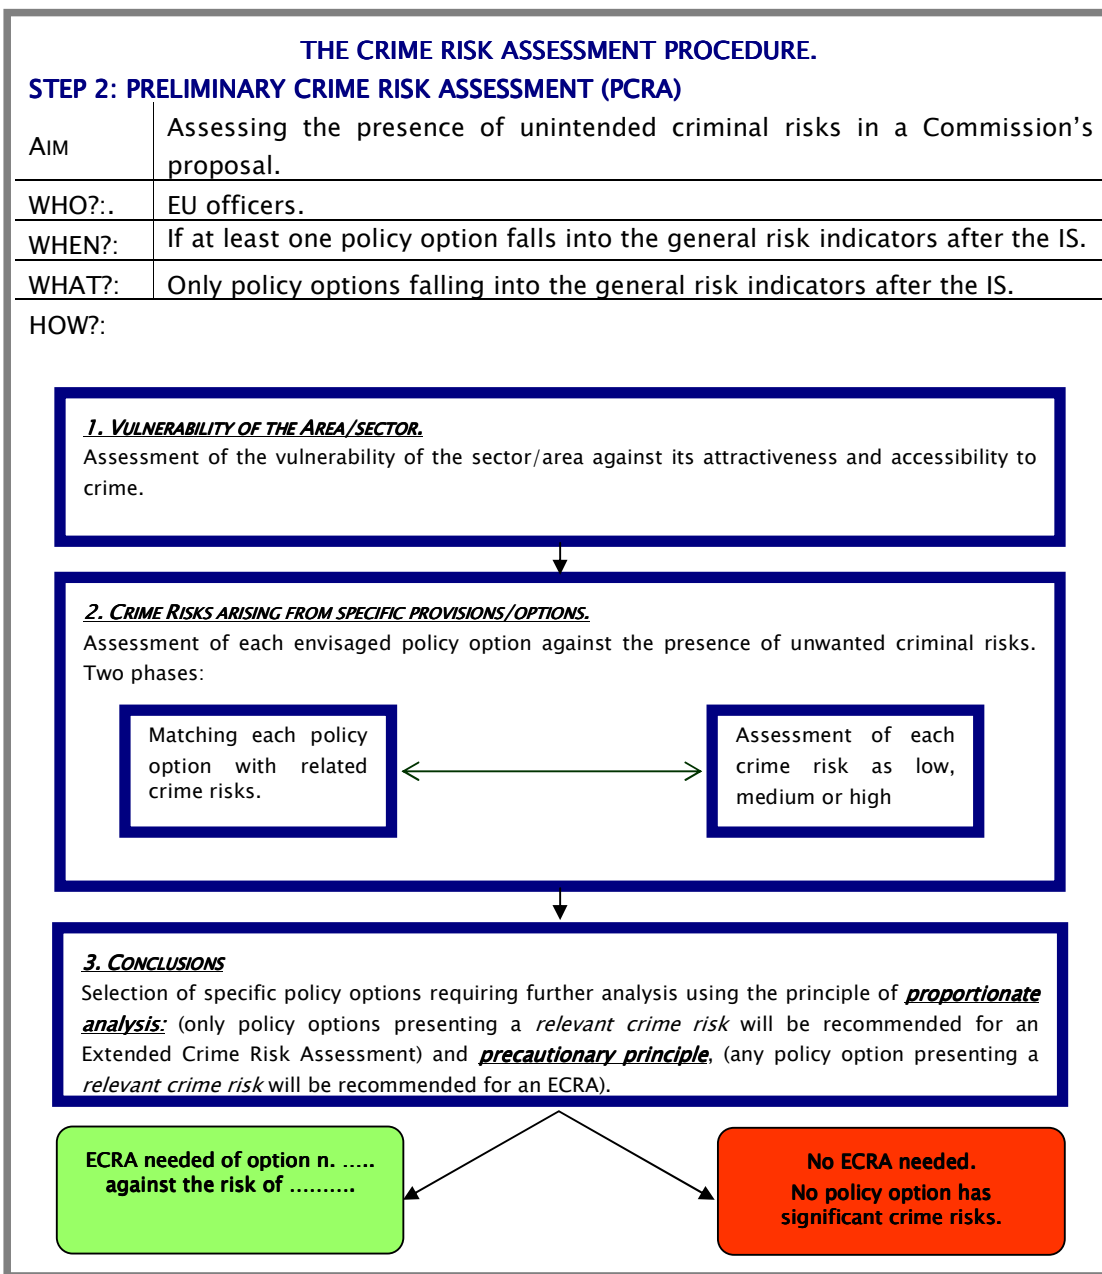 THE CRIME RISK ASSESSMENT PROCEDURE.
STEP 2: PRELIMINARY CRIME RISK ASSESSMENT (PCRA)
AIM
Assessing the presence of unintended criminal risks in a Commission's
proposal.
WHO?:.
EU officers.
WHEN?:
If at least one policy option falls into the general risk indicators after the IS.
WHAT?:
Only policy options falling into the general risk indicators after the IS.
HOW?:
1. VULNERABILITY OF THE AREA/SECTOR.
Assessment of the vulnerability of the sector/area against its attractiveness and accessibility to
crime.
2. CRIME RISKS ARISING FROM SPECIFIC PROVISIONS/OPTIONS.
Assessment of each envisaged policy option against the presence of unwanted criminal risks.
Two phases:
Matching each policy
option with related
crime risks.
Assessment of each
crime risk as low,
medium or high
3. CONCLUSIONS
Selection of specific policy options requiring further analysis using the principle of proportionate
analysis: (only policy options presenting a relevant crime risk will be recommended for an
Extended Crime Risk Assessment) and precautionary principle, (any policy option presenting a
relevant crime risk will be recommended for an ECRA).
ECRA needed of option n. .....
against the risk of ..........
No ECRA needed.
No policy option has
significant crime risks.